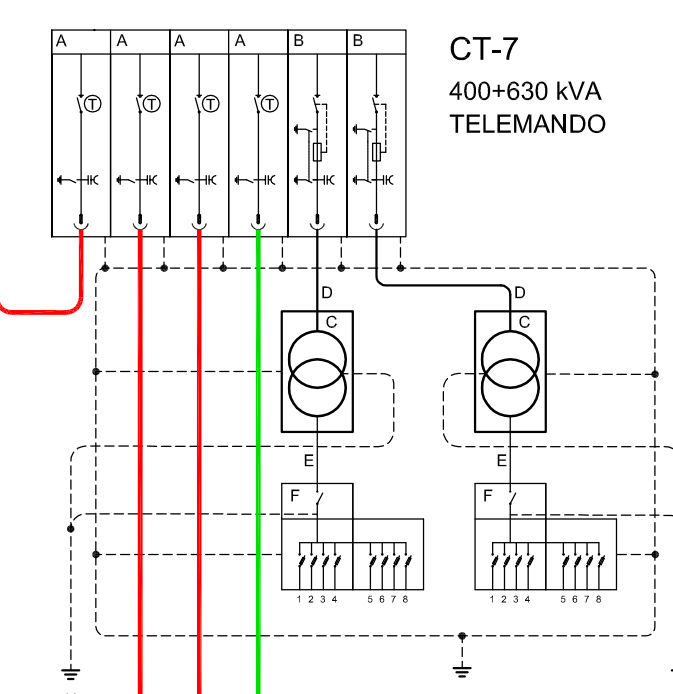 A A A A B B
CT-7
400+630 kVA
TELEMANDO
T T T T
D D
C C
E E
F F
1 2 3 4 5 6 7 8 1 2 3 4 5 6 7 8